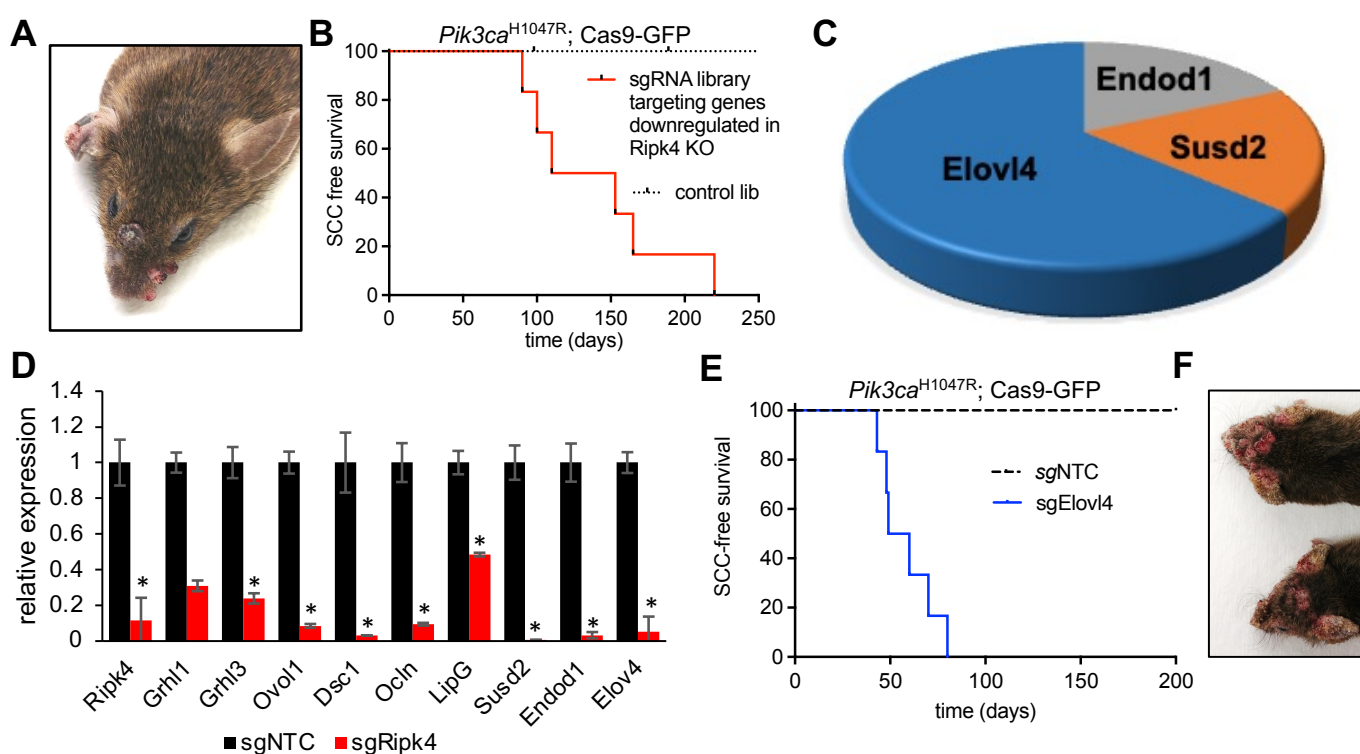 A
B
Pik3caH1047R; Cas9-GFP
100
80
60
40
20
0
SCC free survival
sgRNA library
targeting genes
downregulated in
Ripk4 KO
control lib
0 50 100 150 200 250
time (days)
C
Endod1
Susd2
Elovl4
D
1.4
1.2
1
0.8
0.6
0.4
0.2
0
relative expression
* * * * * * * * *
Ripk4 Grhl1 Grhl3 Ovol1 Dsc1 Ocln LipG Susd2 Endod1 Elov4
sgNTC sgRipk4
E
Pik3caH1047R; Cas9-GFP
100
80
60
40
20
0
SCC-free survival
sgNTC
sgElovl4
0 50 100 150 200
time (days)
F